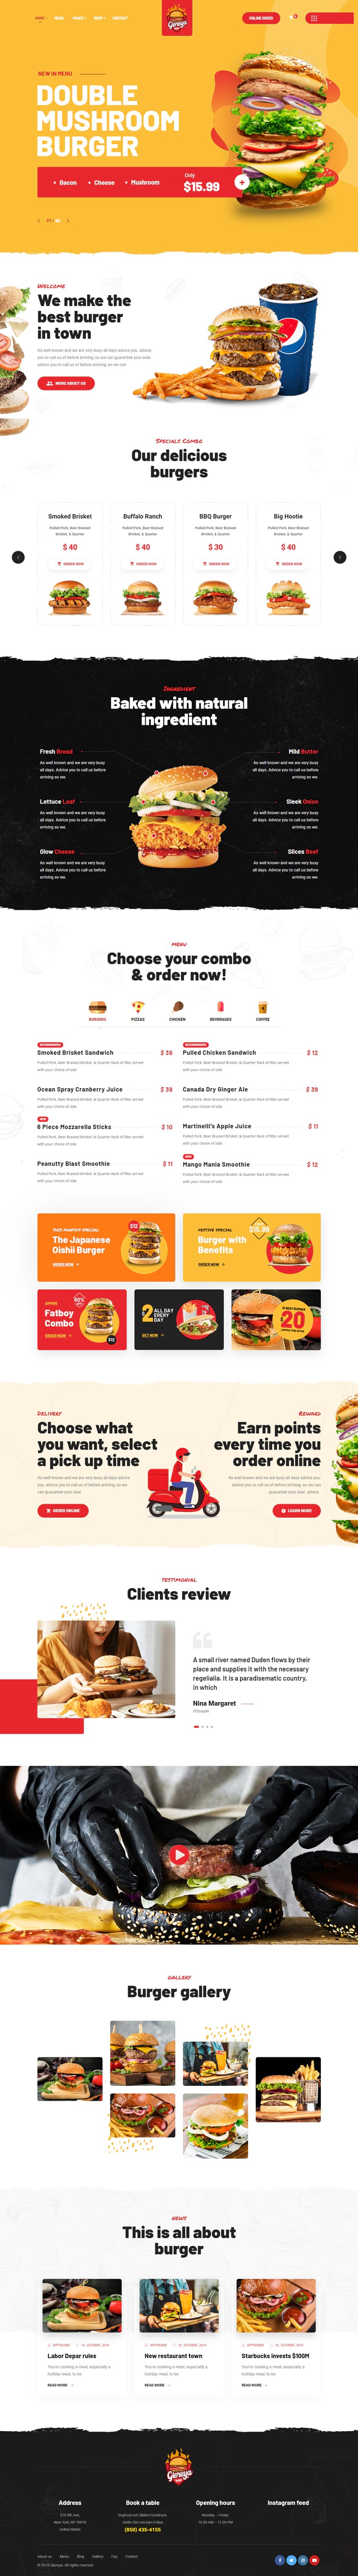 HOME MENU PAGES SHOP CONTACT
Gloreya
ONLINE ORDER
NEW IN MENU
DOUBLE
MUSHROOM
BURGER
Bacon Cheese Mushroom
Only
$15.99
Welcome
We make the
best burger
in town
As well known and we are very busy all days advice you. advice
you to call us of before arriving, so we can guarantee your seat.
advice you to call us of before arriving, so we can
MORE ABOUT US
Specials Combo
Our delicious
burgers
Smoked Brisket
Pulled Pork, Beer Braised
Brisket, & Quarter
$ 40
ORDER NOW
Buffalo Ranch
Pulled Pork, Beer Braised
Brisket, & Quarter
$ 40
ORDER NOW
BBQ Burger
Pulled Pork, Beer Braised
Brisket, & Quarter
$ 30
ORDER NOW
Big Hootie
Pulled Pork, Beer Braised
Brisket, & Quarter
$ 40
ORDER NOW
Ingredient
Baked with natural
ingredient
Fresh Bread
As well known and we are very busy
all days. Advice you to call us before
arriving so we.
Mild Butter
As well known and we are very busy
all days. Advice you to call us before
arriving so we.
Lettuce Leaf
As well known and we are very busy
all days. Advice you to call us before
arriving so we.
Sleek Onion
As well known and we are very busy
all days. Advice you to call us before
arriving so we.
Glow Cheese
As well known and we are very busy
all days. Advice you to call us before
arriving so we.
Slices Beef
As well known and we are very busy
all days. Advice you to call us before
arriving so we.
MENU
Choose your combo
& order now!
BURGERS PIZZAS CHICKEN BEVERAGES COFFEE
RECOMMENDED
Smoked Brisket Sandwich $ 39
Pulled Pork, Beer Braised Brisket, & Quarter Rack of Ribs served
with your choice of side
RECOMMENDED
Pulled Chicken Sandwich $ 12
Pulled Pork, Beer Braised Brisket, & Quarter Rack of Ribs served
with your choice of side
Ocean Spray Cranberry Juice $ 39
Pulled Pork, Beer Braised Brisket, & Quarter Rack of Ribs served
with your choice of side
Canada Dry Ginger Ale $ 39
Pulled Pork, Beer Braised Brisket, & Quarter Rack of Ribs served
with your choice of side
NEW
6 Piece Mozzarella Sticks $ 10
Pulled Pork, Beer Braised Brisket, & Quarter Rack of Ribs served
with your choice of side
Martinelli's Apple Juice $ 11
Pulled Pork, Beer Braised Brisket, & Quarter Rack of Ribs served
with your choice of side
Peanutty Blast Smoothie $ 11
Pulled Pork, Beer Braised Brisket, & Quarter Rack of Ribs served
with your choice of side
NEW
Mango Mania Smoothie $ 12
Pulled Pork, Beer Braised Brisket, & Quarter Rack of Ribs served
with your choice of side
THIS MONTHS SPECIAL
The Japanese
Oishii Burger
ORDER NOW
$12
FESTIVE SPECIAL
Burger with
Benefits
ORDER NOW
$15.99
OFFER
Fatboy
Combo
ORDER NOW
50%
$12
2 ALL DAY
EVERY
DAY
GET NOW
20
Delivery
Choose what
you want, select
a pick up time
As well known and we are very busy all days advice
you. advice you to call us of before arriving, so we
can guarantee your seat.
ORDER ONLINE
Reward
Earn points
every time you
order online
As well known and we are very busy all days advice you.
advice you to call us of before arriving, so we can
guarantee your seat. advice
LEARN MORE
TESTIMONIAL
Clients review
A small river named Duden flows by their
place and supplies it with the necessary
regelialia. It is a paradisematic country,
in which
Nina Margaret
GALLERY
Burger gallery
NEWS
This is all about
burger
Labor Depar rules
You're cooking a meal, especially a
holiday meal, to be
READ MORE
New restaurant town
You're cooking a meal, especially a
holiday meal, to be
READ MORE
Starbucks invests $100M
You're cooking a meal, especially a
holiday meal, to be
READ MORE
Gloreya
Address
New York, NY 10016
United States
Book a table
(850) 435-4155
Opening hours
Monday – Friday
10.00 AM – 11.00 PM
Instagram feed
About us Menu Blog Gallery Faq Contact
© 2019, Gloreya. All rights reserved